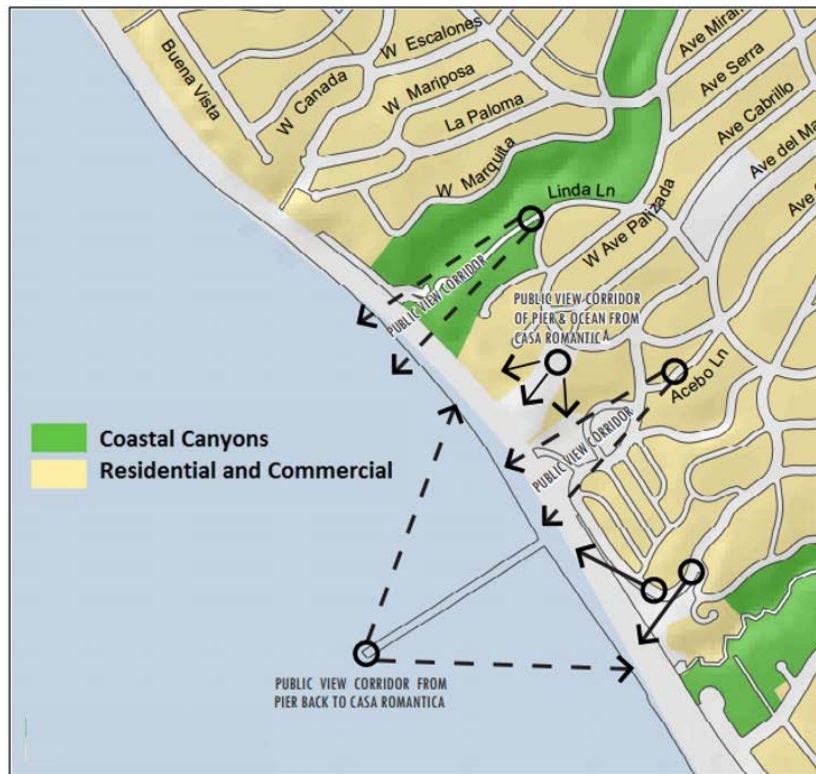 Buena Vista
W Canada
W Escalones
W Mariposa
La Paloma
W Marquita
Linda Ln
W Ave Palizada
Ave Serra
Ave Cabrillo
PUBLIC VIEW CORRIDOR
PUBLIC VIEW CORRIDOR
OF PIER & OCEAN FROM
CASA ROMANTICA
Acebo Ln
PUBLIC VIEW CORRIDOR
Coastal Canyons
Residential and Commercial
PUBLIC VIEW CORRIDOR FROM
PIER BACK TO CASA ROMANTICA